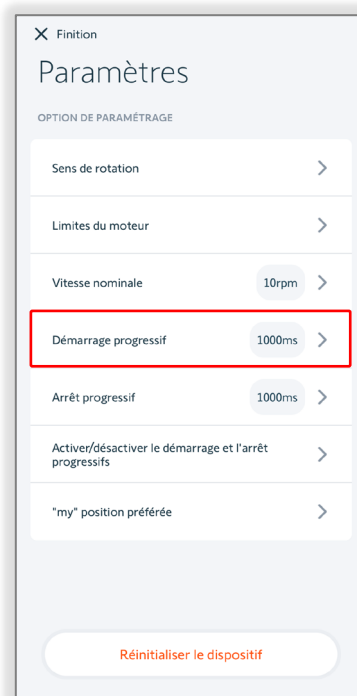 Finition
Paramètres
OPTION DE PARAMÉTRAGE
Sens de rotation
Limites du moteur
Vitesse nominale 10rpm
Démarrage progressif 1000ms
Arrêt progressif 1000ms
Activer/désactiver le démarrage et l'arrêt
progressifs
"my" position préférée
Réinitialiser le dispositif